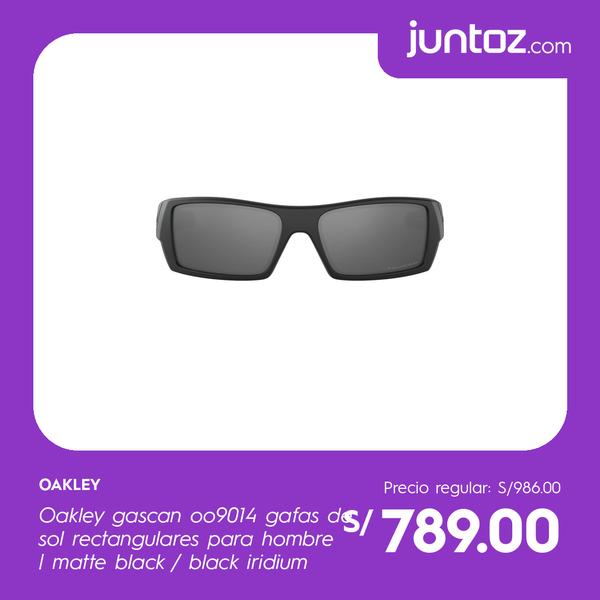 juntoz.com
OAKLEY
Oakley gascan oo9014 gafas de
sol rectangulares para hombre
| matte black / black iridium
Precio regular: S/986.00
S/ 789.00